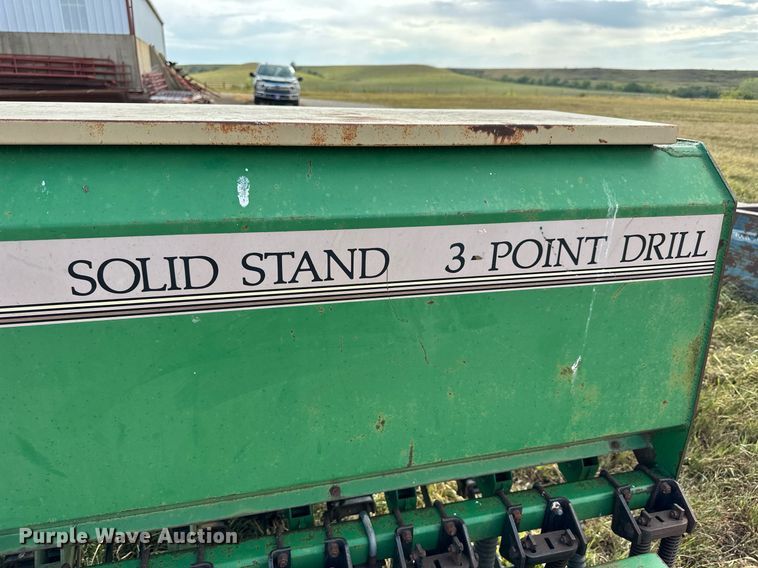 SOLID STAND 3-POINT DRILL
Purple Wave Auction